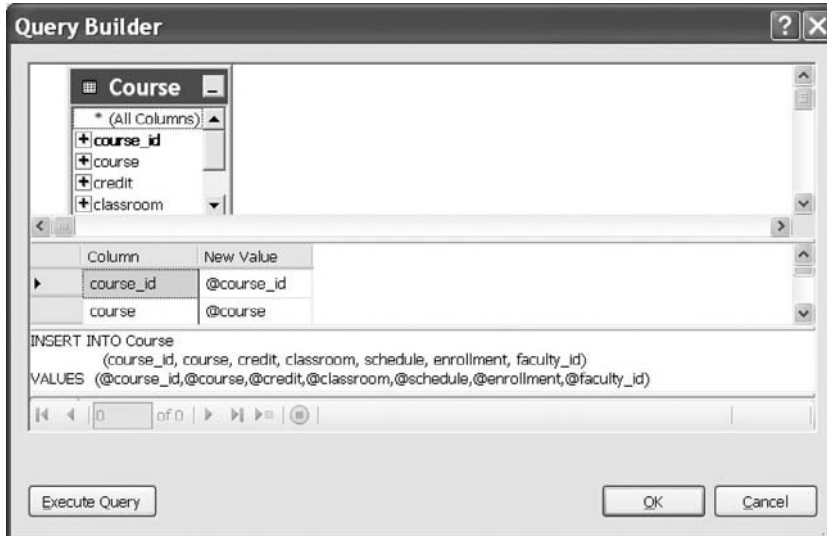 Query Builder
Course
* (All Columns)
course_id
course
credit
classroom
Column New Value
course_id @course_id
course @course
INSERT INTO Course
(course_id, course, credit, classroom, schedule, enrollment, faculty_id)
VALUES (@course_id,@course,@credit,@classroom,@schedule,@enrollment,@faculty_id)
0 of 0
Execute Query OK Cancel